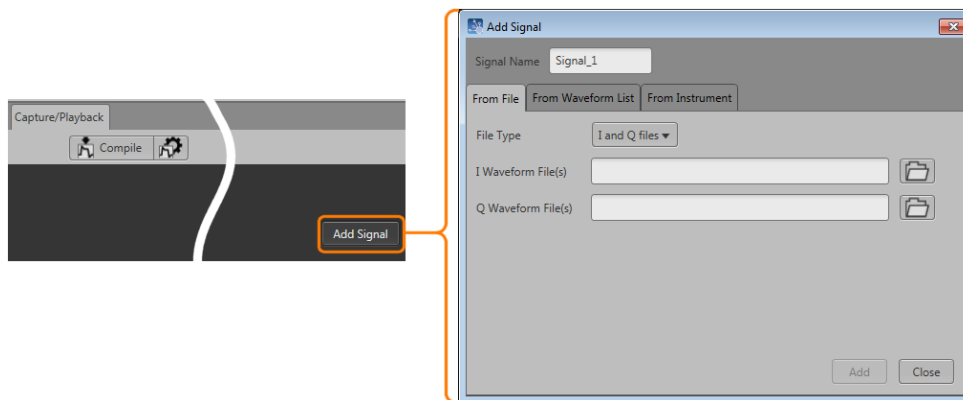 Capture/Playback
Compile
Add Signal
Add Signal
Signal Name Signal_1
From File From Waveform List From Instrument
File Type I and Q files
I Waveform File(s)
Q Waveform File(s)
Add Close